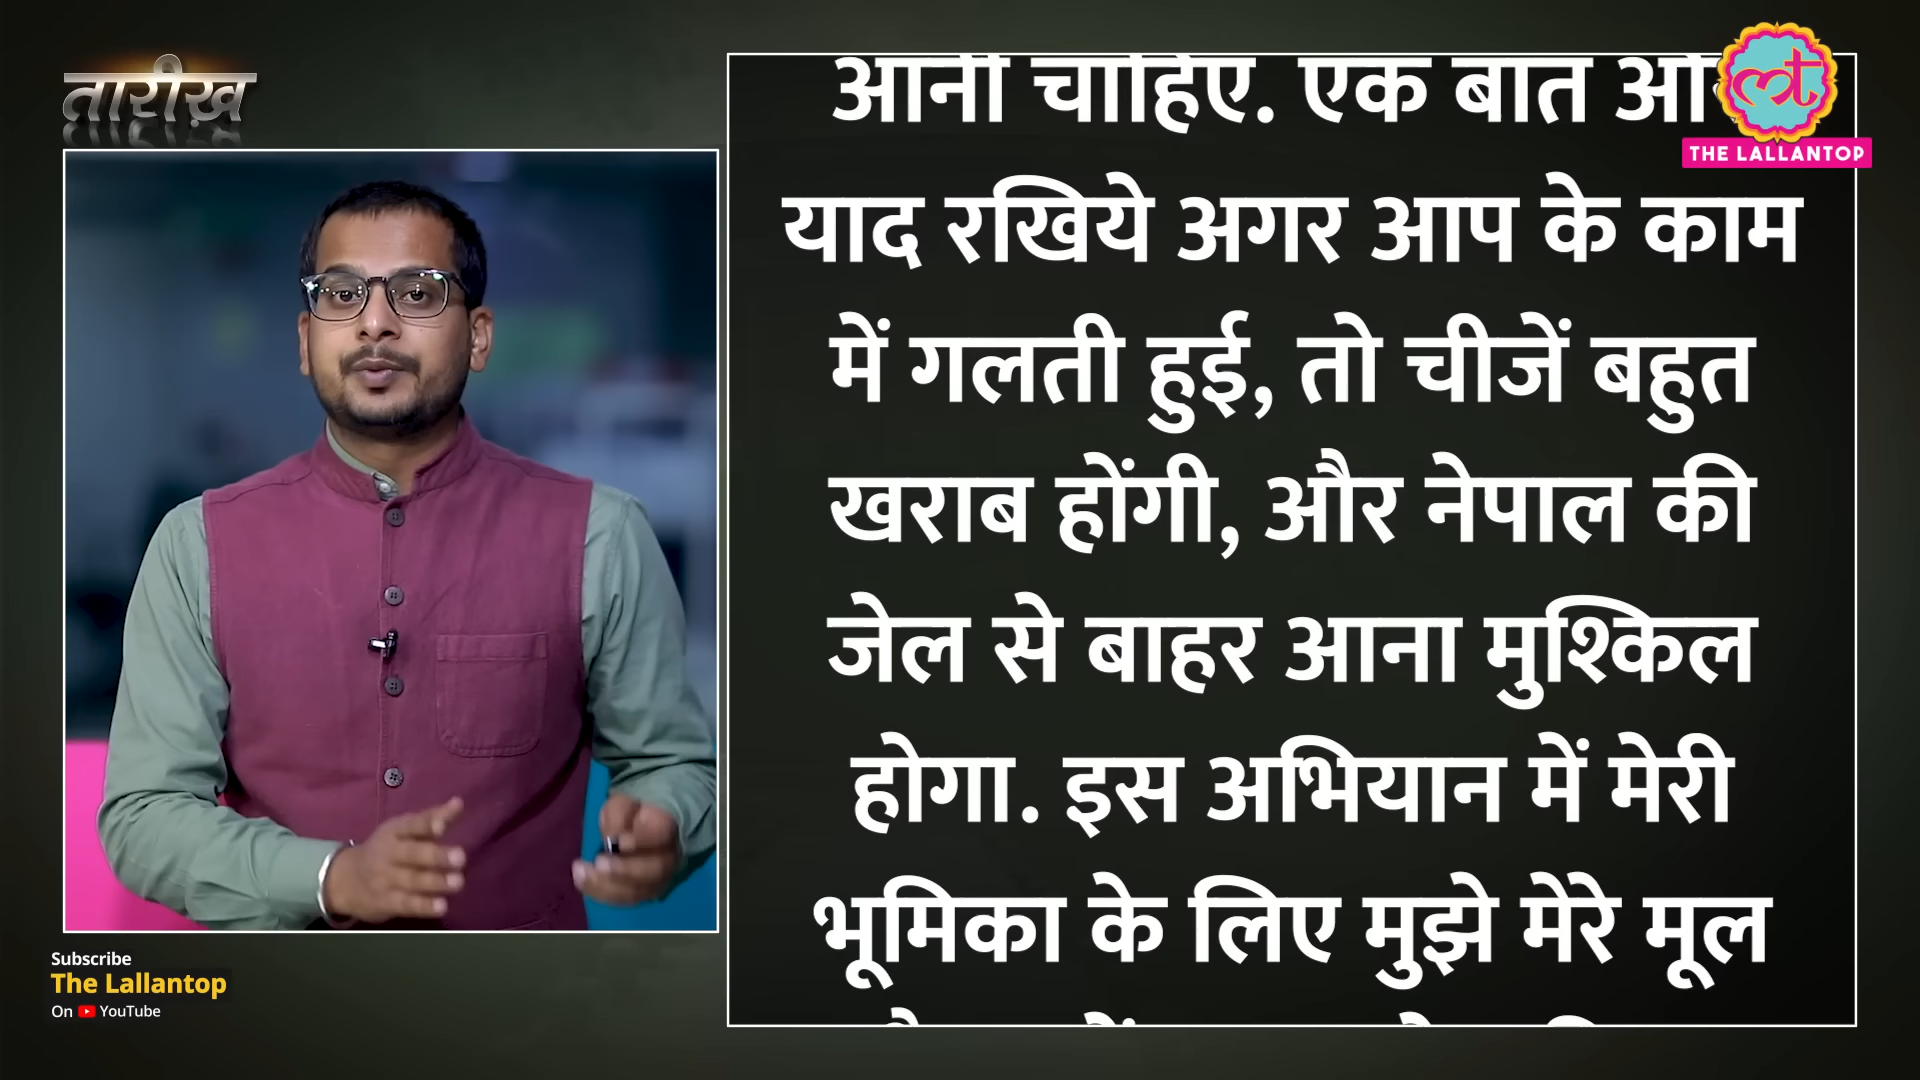 तारीख़
आनी चाहिए. एक बात
THE LALLANTOP
याद रखिये अगर आप के काम
में गलती हुई, तो चीजें बहुत
खराब होंगी, और नेपाल की
जेल से बाहर आना मुश्किल
होगा. इस अभियान में मेरी
भूमिका के लिए मुझे मेरे मूल
Subscribe
The Lallantop
On YouTube